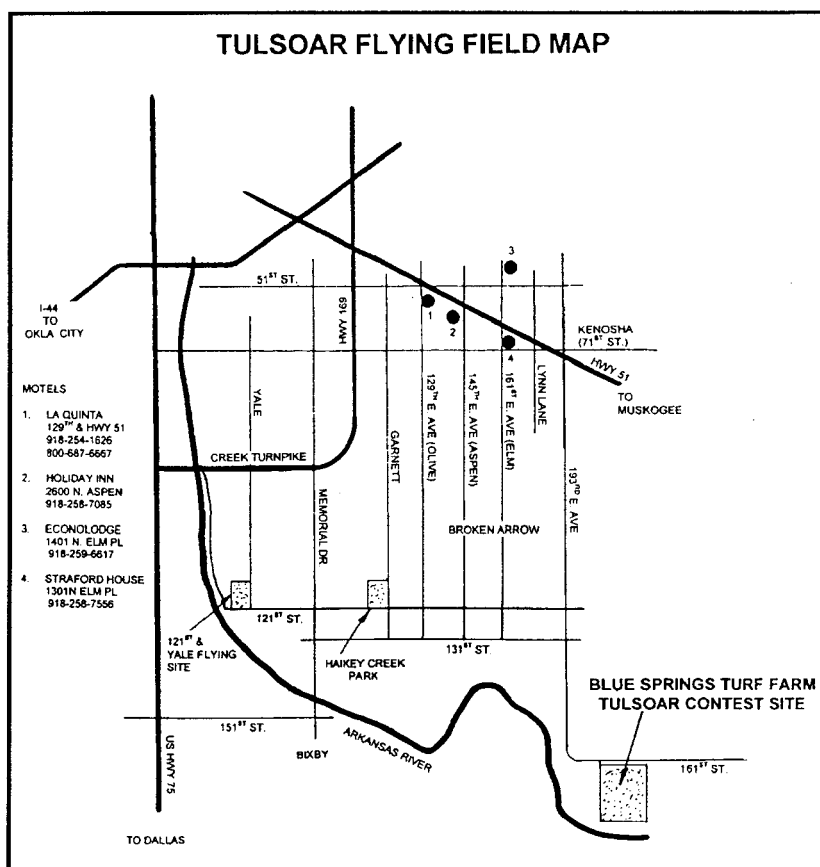 TULSOAR FLYING FIELD MAP
3
51ST ST.
I-44
TO
OKLA CITY
HWY 169
1
2
KENOSHA
(71ST ST.)
4
HWY 51
TO
MUSKOGEE
MOTELS
1. LA QUINTA
129TH & HWY 51
918-254-1626
800-687-6667
2. HOLIDAY INN
2600 N. ASPEN
918-258-7085
3. ECONOLODGE
1401 N. ELM PL
918-259-6617
4. STRAFORD HOUSE
1301N ELM PL
918-258-7556
YALE
GARNETT
129TH E. AVE (OLIVE)
145TH E. AVE (ASPEN)
161ST E. AVE (ELM)
LYNN LANE
193RD E. AVE
CREEK TURNPIKE
MEMORIAL DR
BROKEN ARROW
121ST ST.
121ST &
YALE FLYING
SITE
HAIKEY CREEK
PARK
131ST ST.
BLUE SPRINGS TURF FARM
TULSOAR CONTEST SITE
151ST ST.
US HWY 75
BIXBY
ARKANSAS RIVER
161ST ST.
TO DALLAS